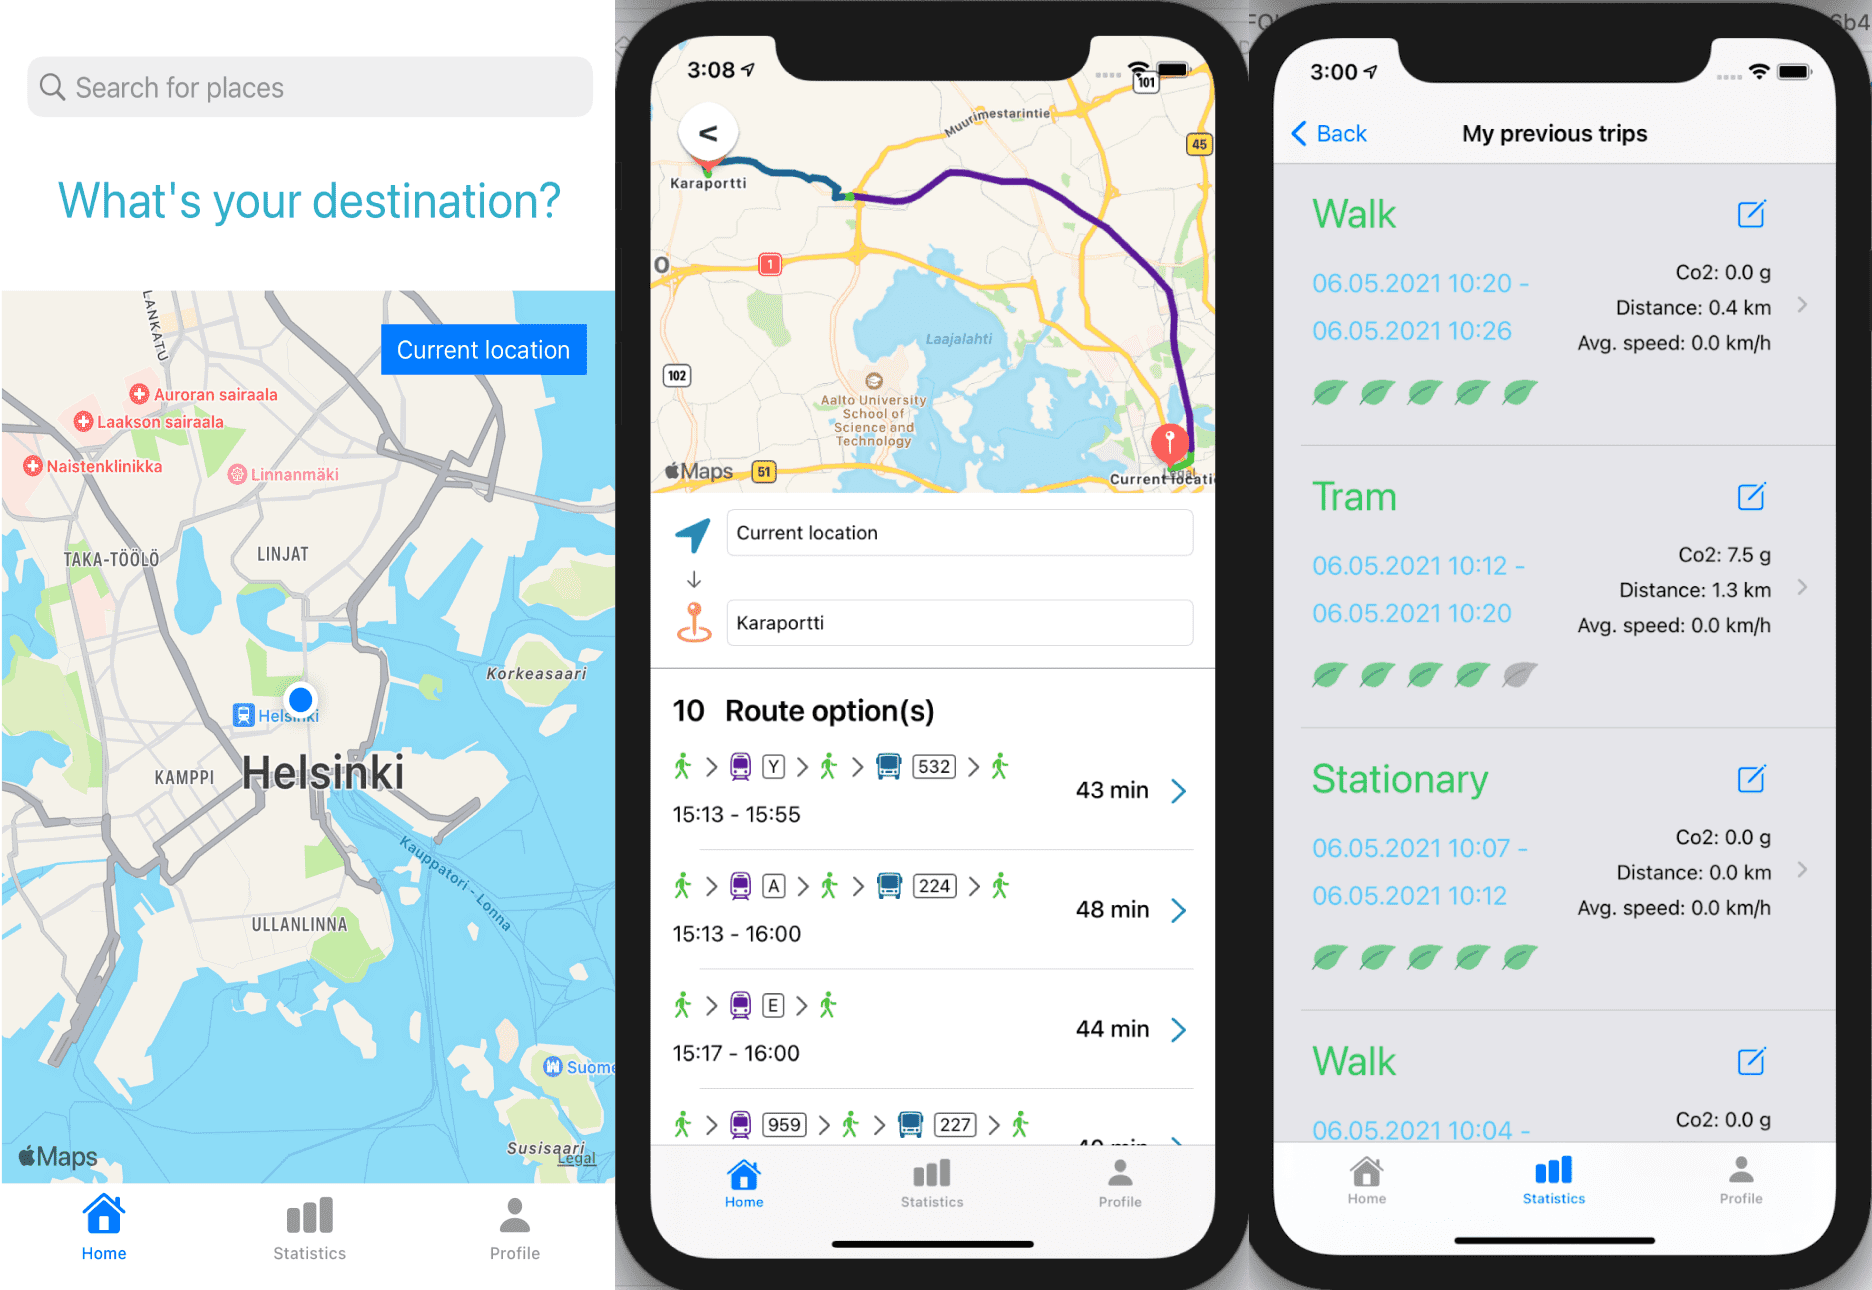 Search for places
What's your destination?
LANKATU
Current location
Auroran sairaala
Laakson sairaala
Naistenklinikka
Linnanmäki
TAKA-TÖÖLÖ
LINJAT
Korkeasaari
Helsinki
KAMPPI
Helsinki
Kauppatori - Lonna
ULLANLINNA
Suome
Susisaari
Maps
Legal
Home
Statistics
Profile
3:08
101
Muurimestarintie
45
<
Karaportti
O
1
Laajalahti
102
Aalto University
School of
Science and
Technology
Maps
51
Legal
Current locati
Current location
Karaportti
10 Route option(s)
Y
532
43 min
15:13 - 15:55
A
224
48 min
15:13 - 16:00
E
44 min
15:17 - 16:00
959
227
Home
Statistics
Profile
6b4
3:00
Back
My previous trips
Walk
06.05.2021 10:20 -
06.05.2021 10:26
Co2: 0.0 g
Distance: 0.4 km
Avg. speed: 0.0 km/h
Tram
06.05.2021 10:12 -
06.05.2021 10:20
Co2: 7.5 g
Distance: 1.3 km
Avg. speed: 0.0 km/h
Stationary
06.05.2021 10:07 -
06.05.2021 10:12
Co2: 0.0 g
Distance: 0.0 km
Avg. speed: 0.0 km/h
Walk
06.05.2021 10:04 -
Co2: 0.0 g
Home
Statistics
Profile